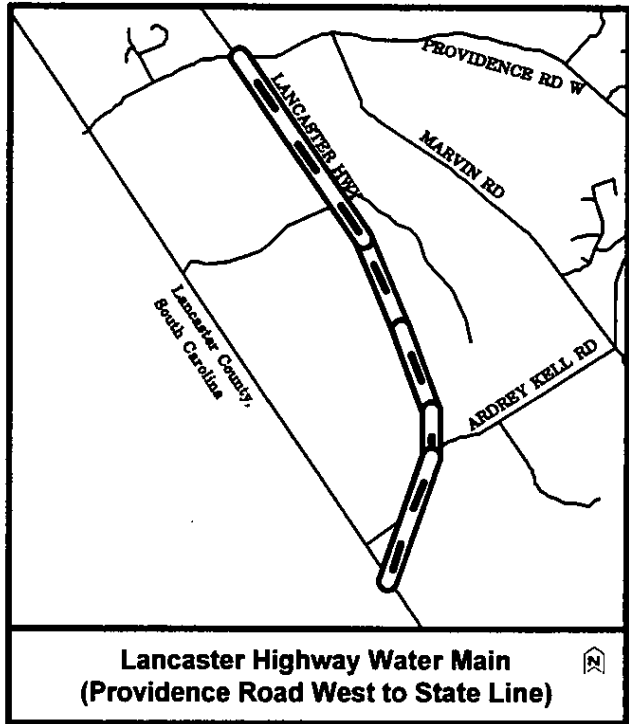 PROVIDENCE RD W
LANCASTER HWY
MARVIN RD
Lancaster County,
South Carolina
ARDREY KELL RD
Lancaster Highway Water Main
N
(Providence Road West to State Line)